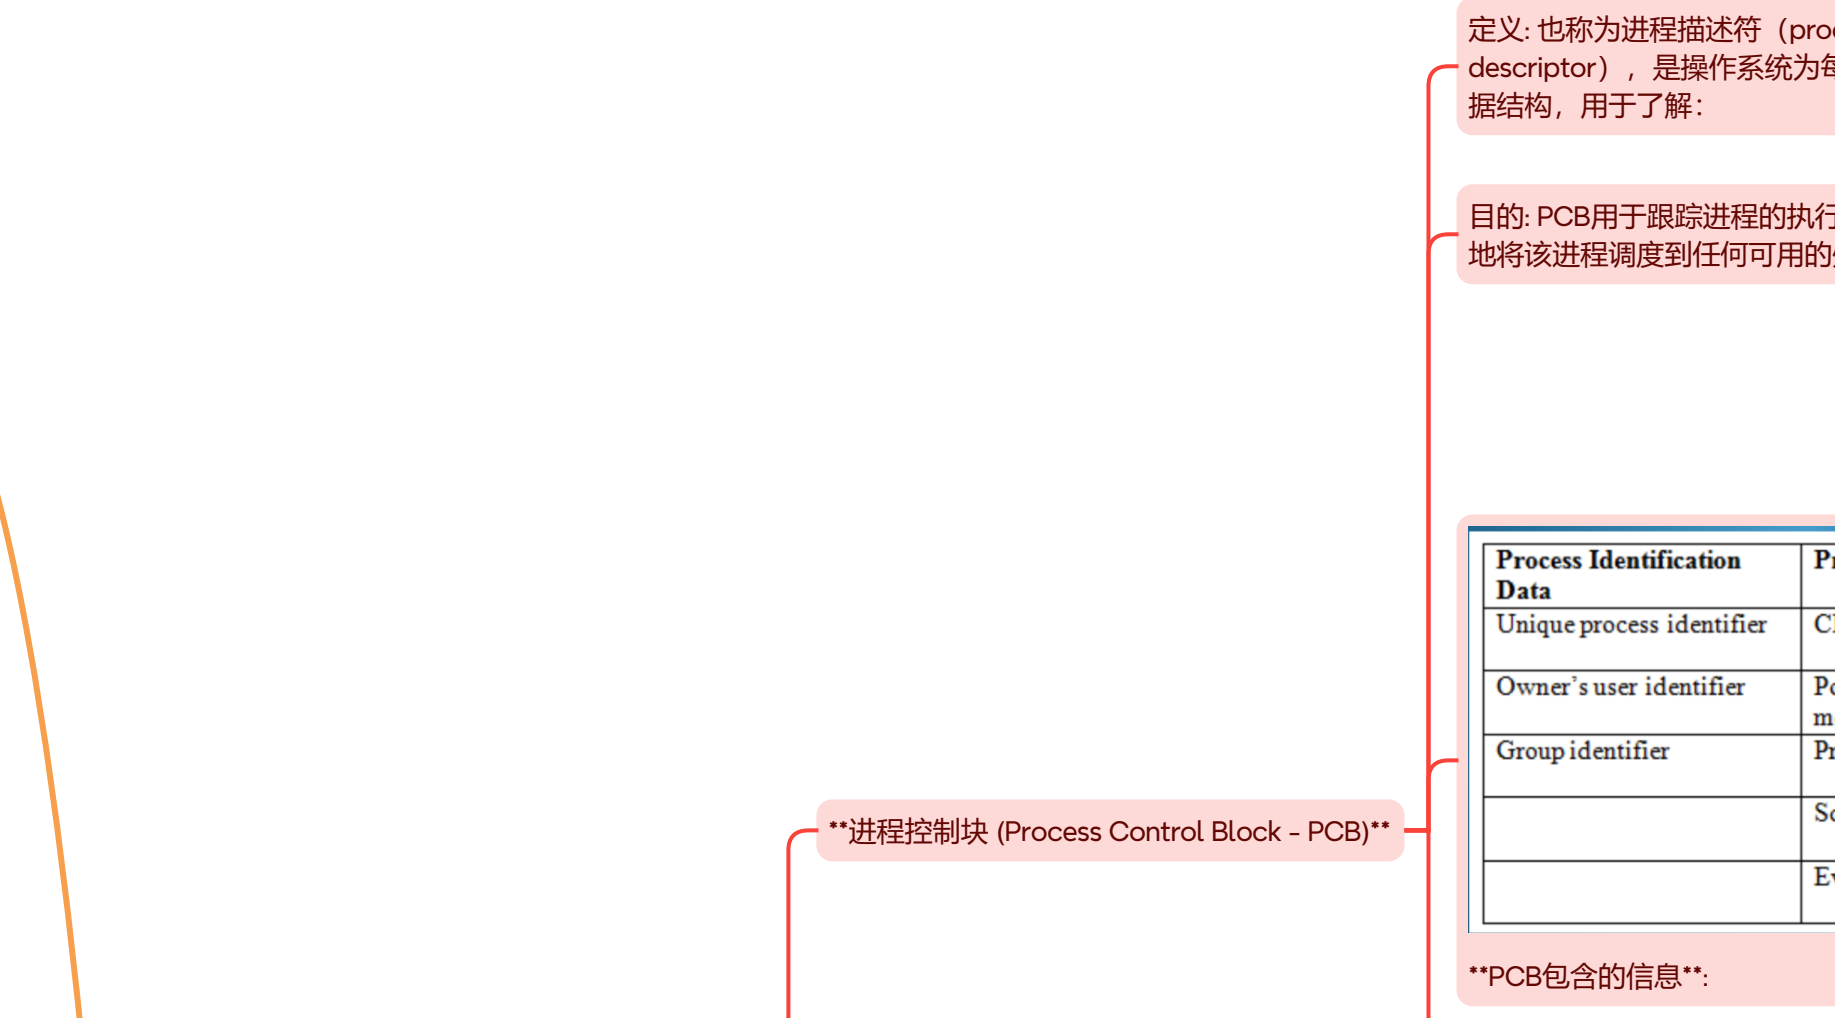 定义: 也称为进程描述符（
descriptor），是操作系统为
据结构，用于了解：
目的: PCB用于跟踪进程的执行
地将该进程调度到任何可用的
**进程控制块 (Process Control Block - PCB)**
Process Identification
Data
Unique process identifier
Owner's user identifier
Group identifier
**PCB包含的信息**: